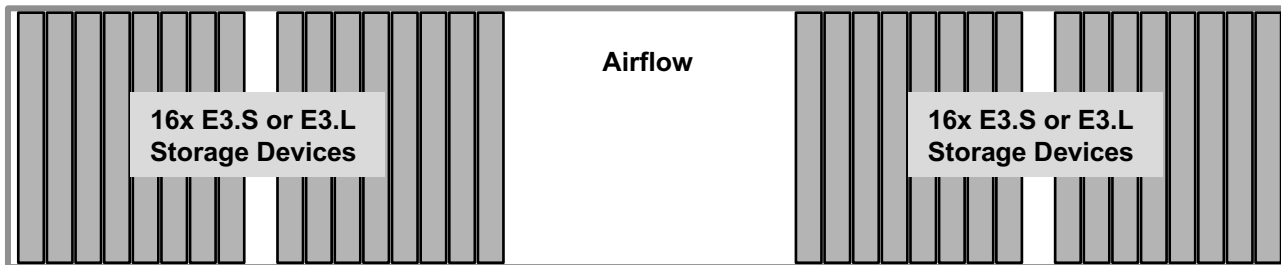 Airflow
16x E3.S or E3.L
Storage Devices
16x E3.S or E3.L
Storage Devices